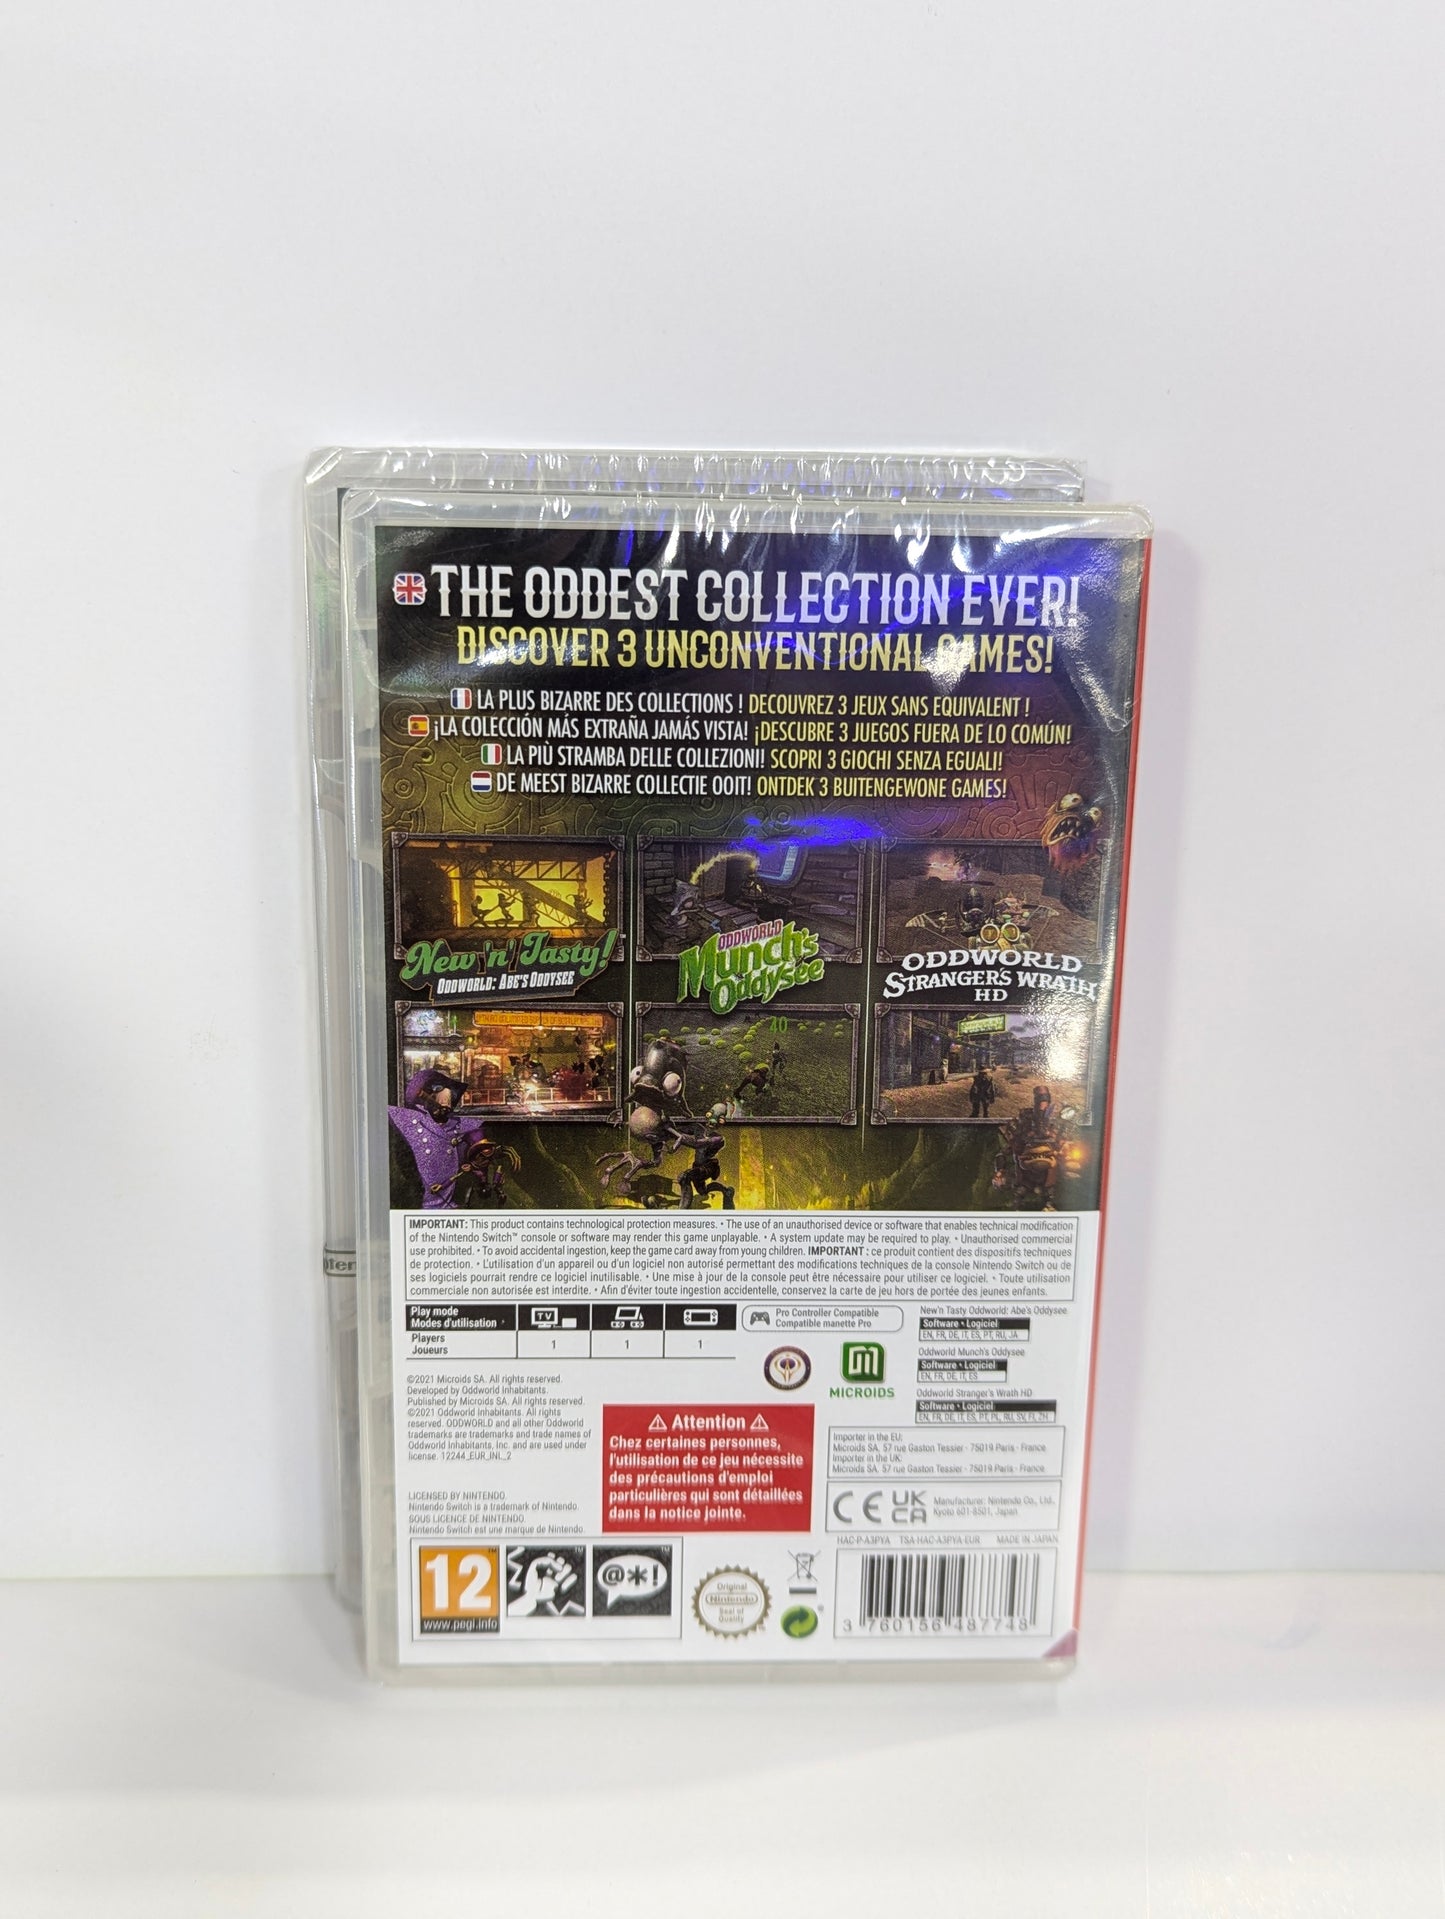 THE ODDEST COLLECTION EVER!
DISCOVER 3 UNCONVENTIONAL GAMES!
LA PLUS BIZARRE DES COLLECTIONS ! DECOUVREZ 3 JEUX SANS EQUIVALENT !
¡LA COLECCIÓN MÁS EXTRAÑA JAMÁS VISTA! ¡DESCUBRE 3 JUEGOS FUERA DE LO COMÚN!
LA PIÙ STRAMBA DELLE COLLEZIONI! SCOPRI 3 GIOCHI SENZA EGUALI!
DE MEEST BIZARRE COLLECTIE OOIT! ONTDEK 3 BUITENGEWONE GAMES!
New 'n' Tasty!
ODDWORLD: ABE'S ODDYSEE
ODDWORLD
Munch's
Oddysee
ODDWORLD
STRANGER'S WRATH
HD
40
IMPORTANT: This product contains technological protection measures. • The use of an unauthorised device or software that enables technical modification
of the Nintendo Switch™ console or software may render this game unplayable. • A system update may be required to play. • Unauthorised commercial
use prohibited. • To avoid accidental ingestion, keep the game card away from young children. IMPORTANT : ce produit contient des dispositifs techniques
de protection. • L'utilisation d'un appareil ou d'un logiciel non autorisé permettant des modifications techniques de la console Nintendo Switch ou de
ses logiciels pourrait rendre ce logiciel inutilisable. • Une mise à jour de la console peut être nécessaire pour utiliser ce logiciel. • Toute utilisation
commerciale non autorisée est interdite. • Afin d'éviter toute ingestion accidentelle, conservez la carte de jeu hors de portée des jeunes enfants.
Play mode
Modes d'utilisation
TV
Players
Joueurs
1
1
1
Pro Controller Compatible
Compatible manette Pro
New'n Tasty Oddworld: Abe's Oddysee
Software • Logiciel
EN, FR, DE, IT, ES, PT, RU, JA
Oddworld Munch's Oddysee
Software • Logiciel
EN, FR, DE, IT, ES
Oddworld Stranger's Wrath HD
Software • Logiciel
EN, FR, DE, IT, ES, PT, PL, RU, SV, FI, ZH
MICROIDS
©2021 Microids SA. All rights reserved.
Developed by Oddworld Inhabitants.
Published by Microids SA. All rights reserved.
©2021 Oddworld Inhabitants. All rights
reserved. ODDWORLD and all other Oddworld
trademarks are trademarks and trade names of
Oddworld Inhabitants, Inc. and are used under
license. 12244_EUR_INL_2
LICENSED BY NINTENDO.
Nintendo Switch is a trademark of Nintendo.
SOUS LICENCE DE NINTENDO.
Nintendo Switch est une marque de Nintendo.
Attention
Chez certaines personnes,
l'utilisation de ce jeu nécessite
des précautions d'emploi
particulières qui sont détaillées
dans la notice jointe.
Importer in the EU:
Microids SA, 57 rue Gaston Tessier - 75019 Paris - France
Importer in the UK:
Microids SA, 57 rue Gaston Tessier - 75019 Paris - France
CE UK
CA
Manufacturer: Nintendo Co., Ltd.,
Kyoto 601-8501, Japan
HAC-P-A3PYA TSA-HAC-A3PYA-EUR MADE IN JAPAN
12
www.pegi.info
@*!
Original
Nintendo
Seal of
Quality
3 760156 487748